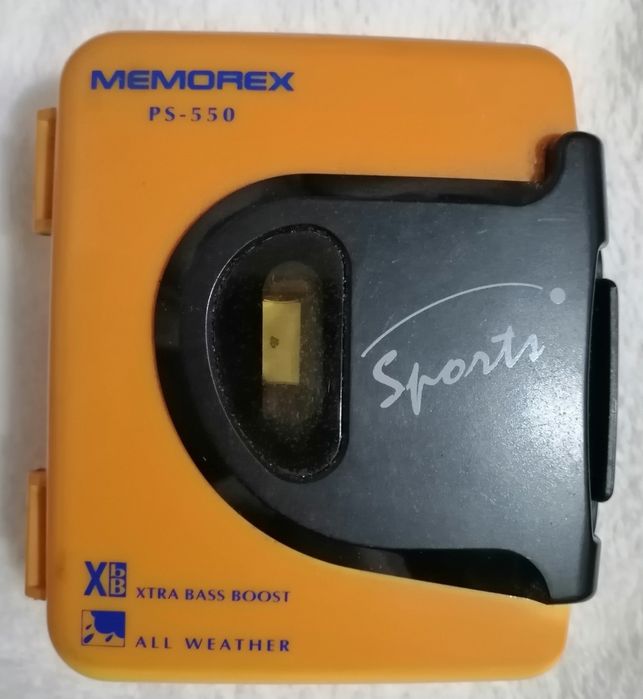 MEMOREX
PS-550
Sports
XbB XTRA BASS BOOST
ALL WEATHER